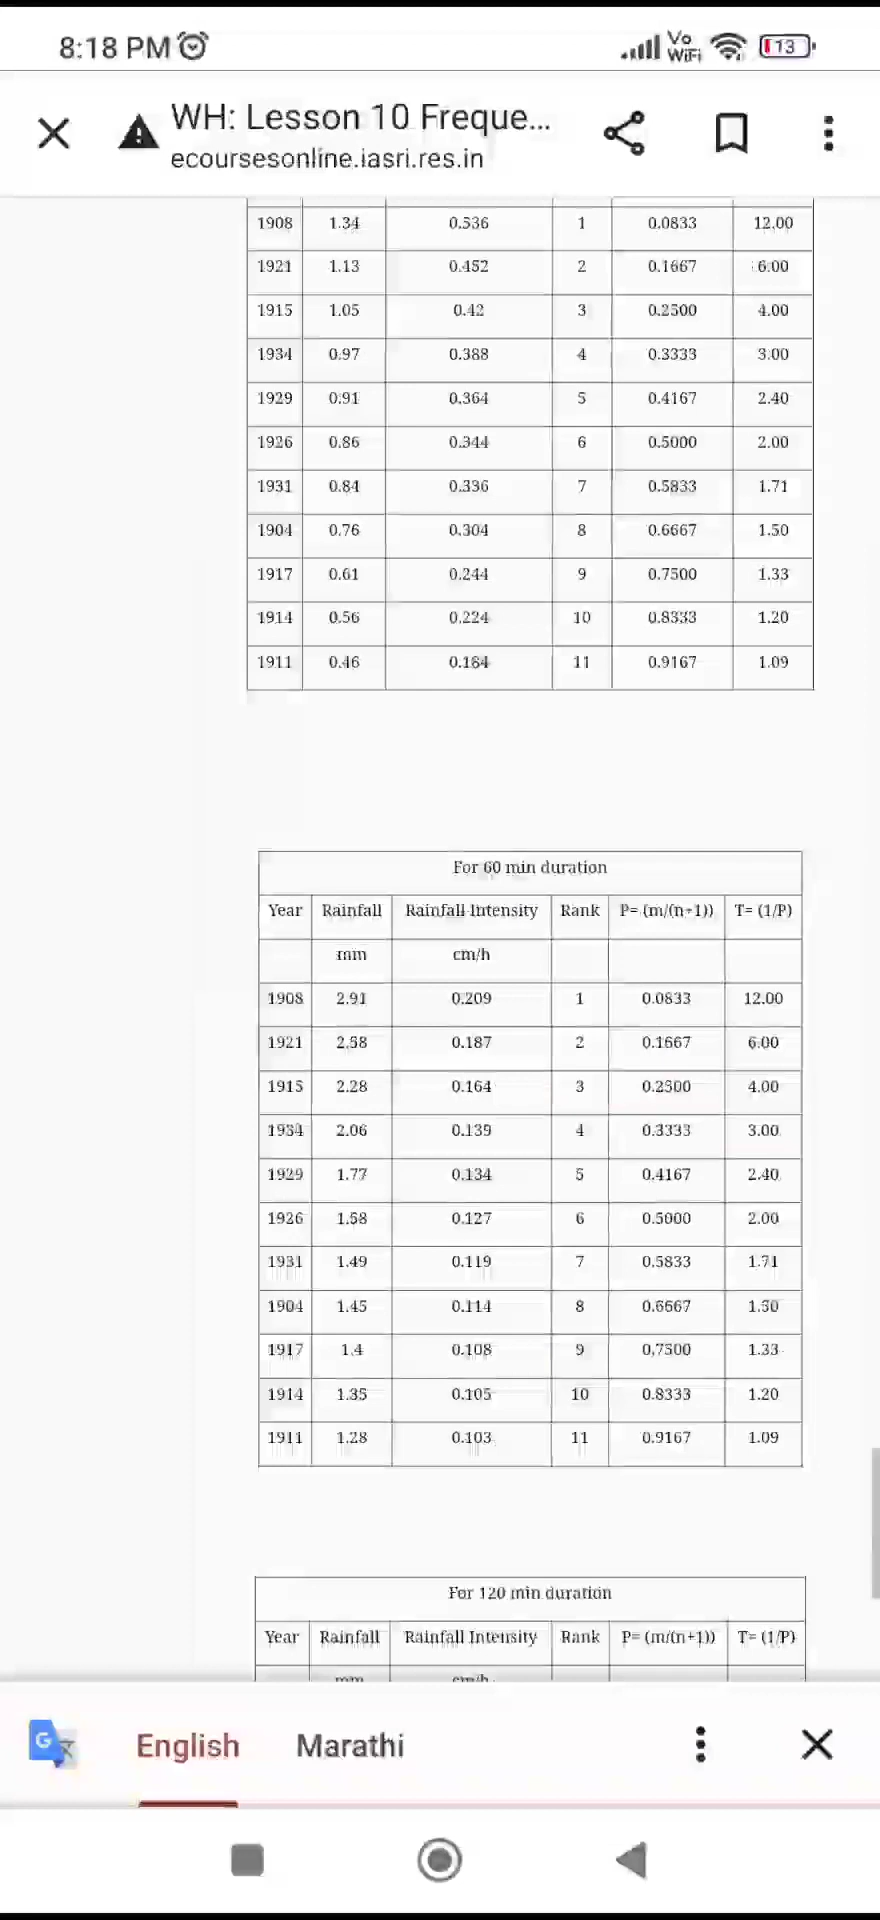 8:18 PM Vo WiFi 13
WH: Lesson 10 Freque...
ecoursesonline.iasri.res.in
1908 1.34 0.536 1 0.0833 12.00
1921 1.13 0.452 2 0.1667 6.00
1915 1.05 0.42 3 0.2500 4.00
1934 0.97 0.388 4 0.3333 3.00
1929 0.91 0.364 5 0.4167 2.40
1926 0.86 0.344 6 0.5000 2.00
1931 0.84 0.336 7 0.5833 1.71
1904 0.76 0.304 8 0.6667 1.50
1917 0.61 0.244 9 0.7500 1.33
1914 0.56 0.224 10 0.8333 1.20
1911 0.46 0.184 11 0.9167 1.09
For 60 min duration
Year Rainfall Rainfall Intensity Rank P= (m/(n+1)) T= (1/P)
mm cm/h
1908 2.91 0.209 1 0.0833 12.00
1921 2.58 0.187 2 0.1667 6.00
1915 2.28 0.164 3 0.2500 4.00
1934 2.06 0.139 4 0.3333 3.00
1929 1.77 0.134 5 0.4167 2.40
1926 1.58 0.127 6 0.5000 2.00
1931 1.49 0.119 7 0.5833 1.71
1904 1.45 0.114 8 0.6667 1.50
1917 1.4 0.108 9 0.7500 1.33
1914 1.35 0.105 10 0.8333 1.20
1911 1.28 0.103 11 0.9167 1.09
For 120 min duration
Year Rainfall Rainfall Intensity Rank P= (m/(n+1)) T= (1/P)
mm cm/h
G English Marathi